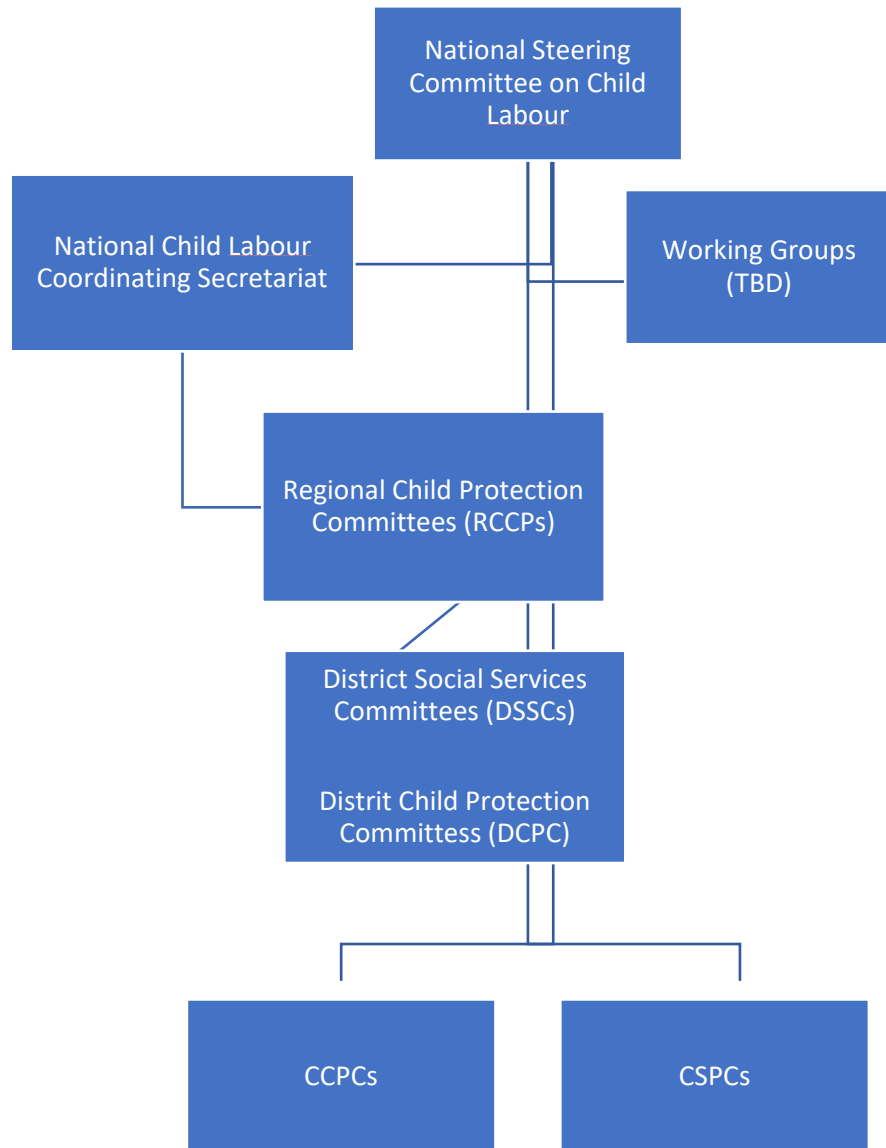 National Steering
Committee on Child
Labour
National Child Labour
Coordinating Secretariat
Working Groups
(TBD)
Regional Child Protection
Committees (RCCPs)
District Social Services
Committees (DSSCs)
Distrit Child Protection
Committess (DCPC)
CCPCs
CSPCs